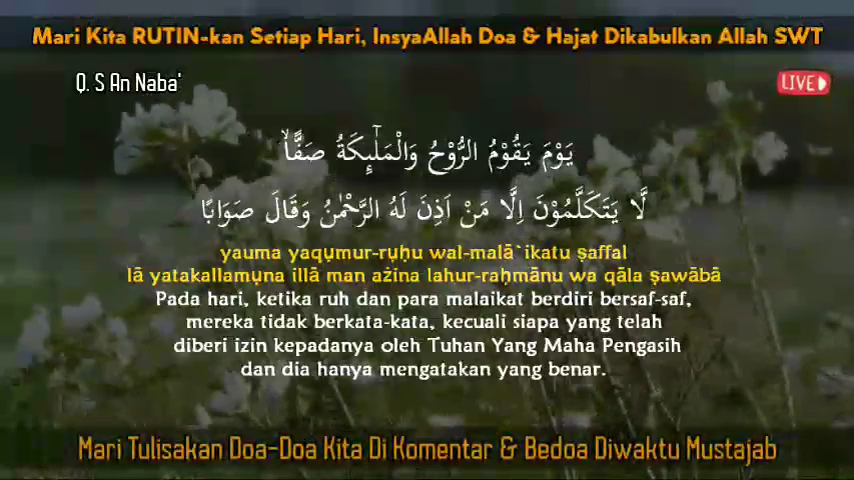 Mari Kita RUTIN-kan Setiap Hari, InsyaAllah Doa & Hajat Dikabulkan Allah SWT
Q. S An Naba'
LIVE
يَوْمَ يَقُوْمُ الرُّوْحُ وَالْمَلٰۤىِٕكَةُ صَفًّاۙ
لَّا يَتَكَلَّمُوْنَ اِلَّا مَنْ اَذِنَ لَهُ الرَّحْمٰنُ وَقَالَ صَوَابًا
yauma yaqụmur-rụḥu wal-malā`ikatu ṣaffal
lā yatakallamụna illā man ażina lahur-raḥmānu wa qāla ṣawābā
Pada hari, ketika ruh dan para malaikat berdiri bersaf-saf,
mereka tidak berkata-kata, kecuali siapa yang telah
diberi izin kepadanya oleh Tuhan Yang Maha Pengasih
dan dia hanya mengatakan yang benar.
Mari Tulisakan Doa-Doa Kita Di Komentar & Bedoa Diwaktu Mustajab